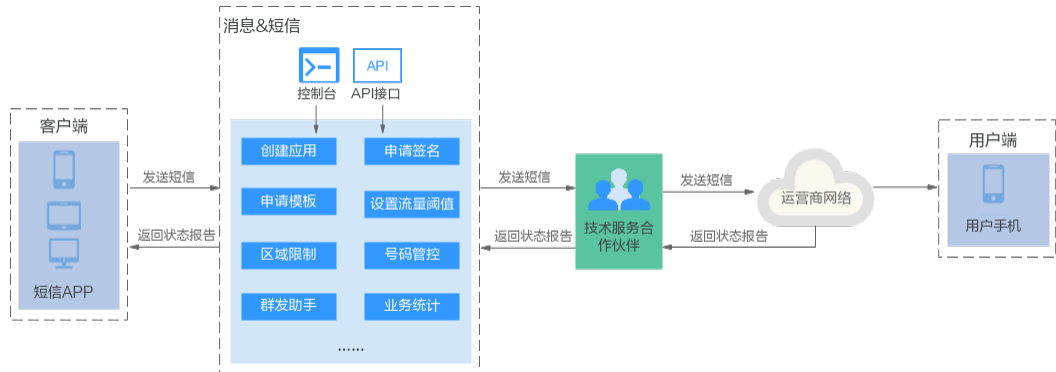 消息&短信
API
控制台
API接口
客户端
短信APP
发送短信
返回状态报告
创建应用
申请签名
申请模板
设置流量阈值
区域限制
号码管控
群发助手
业务统计
......
发送短信
返回状态报告
技术服务合
作伙伴
发送短信
返回状态报告
运营商网络
用户端
用户手机